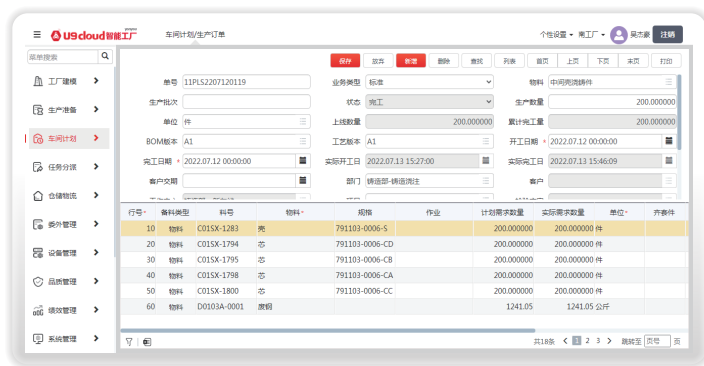 U9cloud智能工厂 车间计划/生产订单 个性设置 南工厂 吴志豪 注销
菜单搜索
保存 放弃 新增 删除 查找 列表 首页 上页 下页 末页 打印
工厂建模
生产准备
车间计划
任务分派
仓储物流
委外管理
设备管理
品质管理
绩效管理
系统管理
单号 11PLS2207120119 业务类型 标准 物料 中间壳浇铸件
生产批次 状态 完工 生产数量 200.000000
单位 件 上线数量 200.000000 累计完工量 200.000000
BOM版本 A1 工艺版本 A1 开工日期 * 2022.07.12 00:00:00
完工日期 * 2022.07.12 00:00:00 实际开工日 2022.07.13 15:27:00 实际完工日 2022.07.13 15:46:09
客户交期 部门 铸造部-铸造浇注 客户
行号* 备料类型 料号 物料* 规格 作业 计划需求数量 实际需求数量 单位* 齐套件
10 物料 C01SX-1283 壳 791103-0006-S 200.000000 200.000000 件
20 物料 C01SX-1794 芯 791103-0006-CD 200.000000 200.000000 件
30 物料 C01SX-1795 芯 791103-0006-CB 200.000000 200.000000 件
40 物料 C01SX-1798 芯 791103-0006-CA 200.000000 200.000000 件
50 物料 C01SX-1800 芯 791103-0006-CC 200.000000 200.000000 件
60 物料 D0103A-0001 废钢 1241.05 1241.05 公斤
共18条 1 2 3 跳转至 页号 页